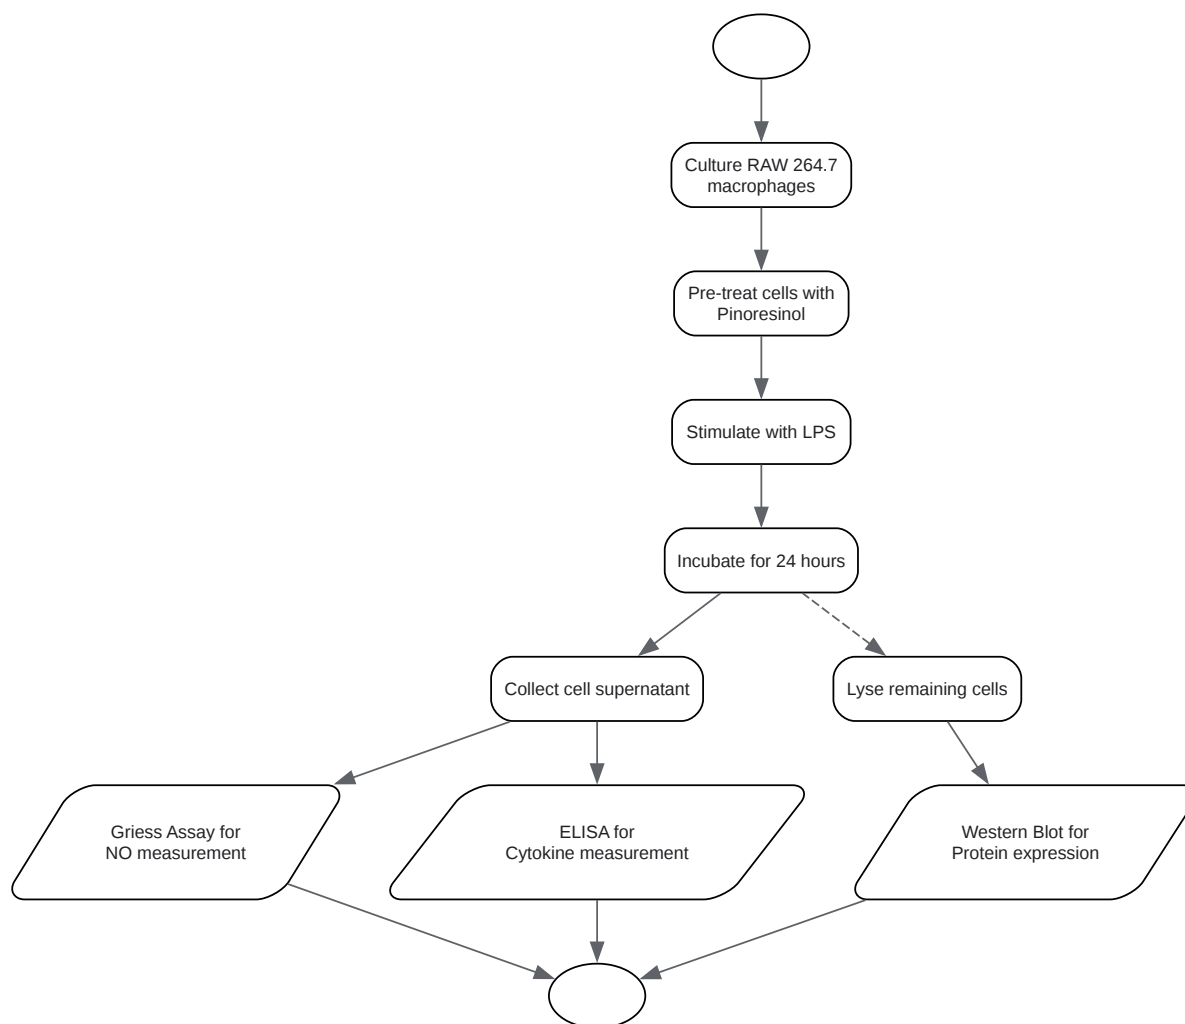 Culture RAW 264.7
macrophages
Pre-treat cells with
Pinoresinol
Stimulate with LPS
Incubate for 24 hours
Collect cell supernatant
Lyse remaining cells
Griess Assay for
NO measurement
ELISA for
Cytokine measurement
Western Blot for
Protein expression